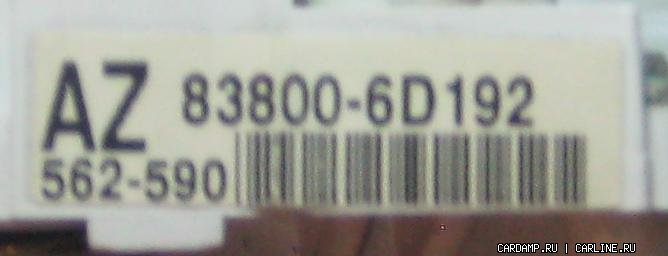 AZ 83800-6D192
562-590
CARDAMP.RU | CARLINE.RU